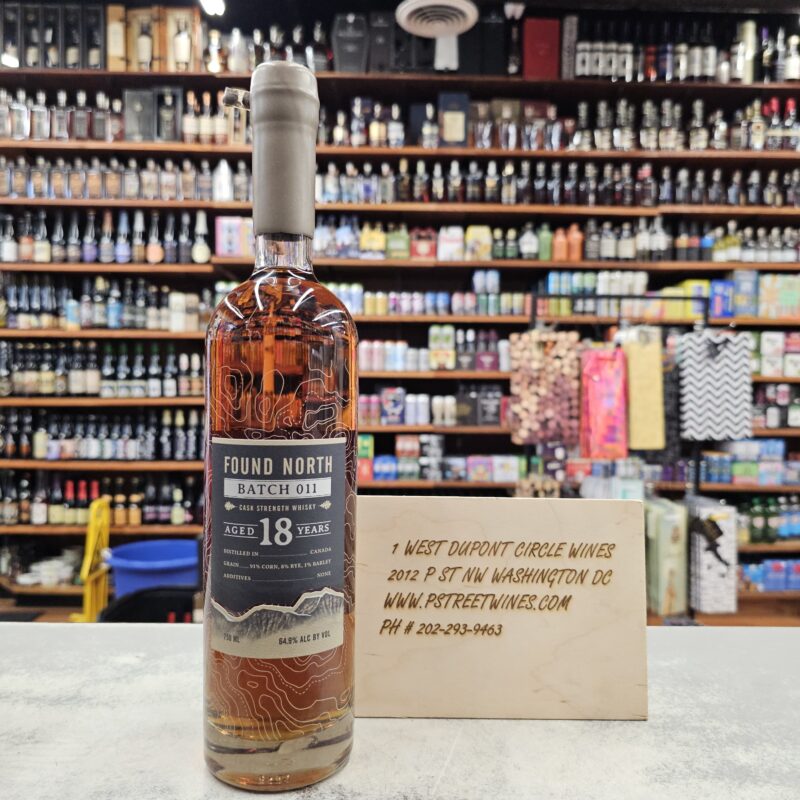 FOUND NORTH
BATCH 011
CASK STRENGTH WHISKY
AGED 18 YEARS
DISTILLED IN CANADA
GRAIN 91% CORN, 8% RYE, 1% BARLEY
ADDITIVES NONE
750 ML 64.9% ALC BY VOL
1 WEST DUPONT CIRCLE WINES
2012 P ST NW WASHINGTON DC
WWW.PSTREETWINES.COM
PH # 202-293-9463